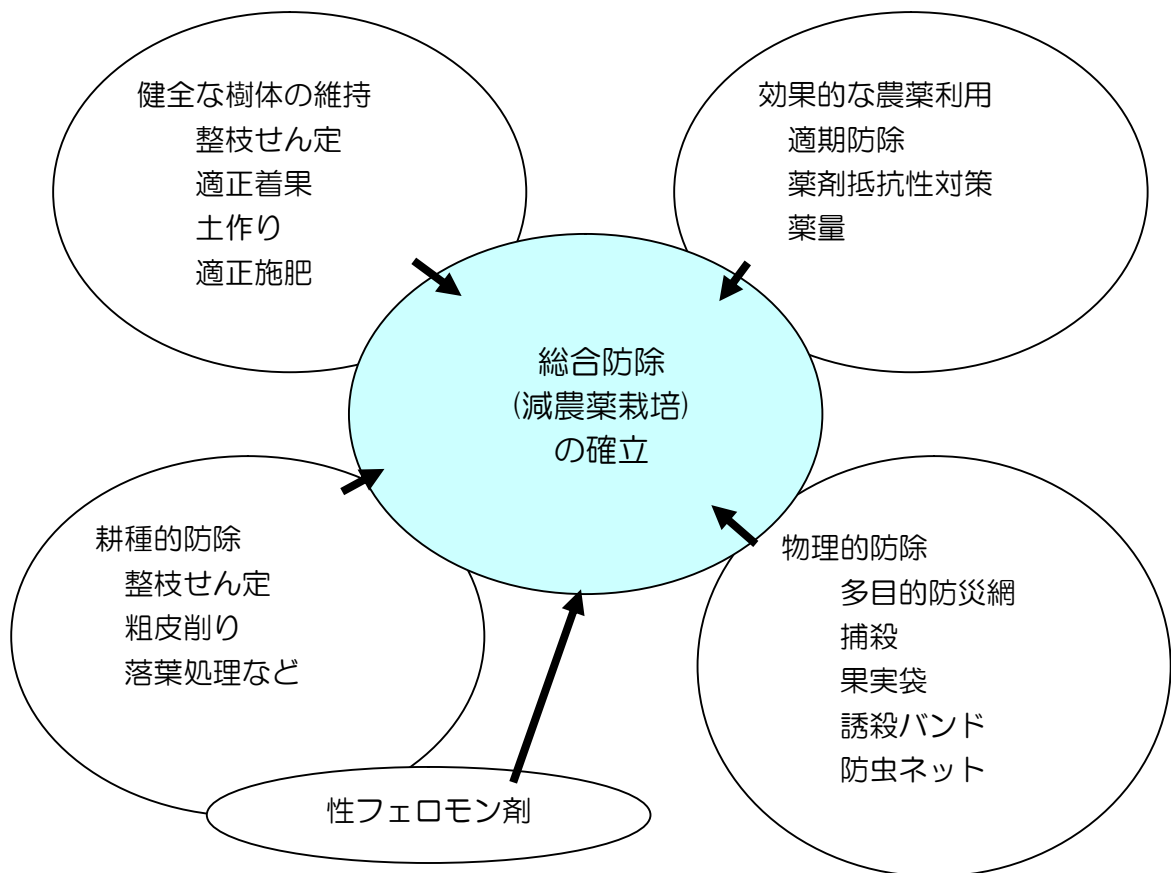 健全な樹体の維持
整枝せん定
適正着果
土作り
適正施肥
効果的な農薬利用
適期防除
薬剤抵抗性対策
薬量
総合防除
(減農薬栽培)
の確立
耕種的防除
整枝せん定
粗皮削り
落葉処理など
物理的防除
多目的防災網
捕殺
果実袋
誘殺バンド
防虫ネット
性フェロモン剤